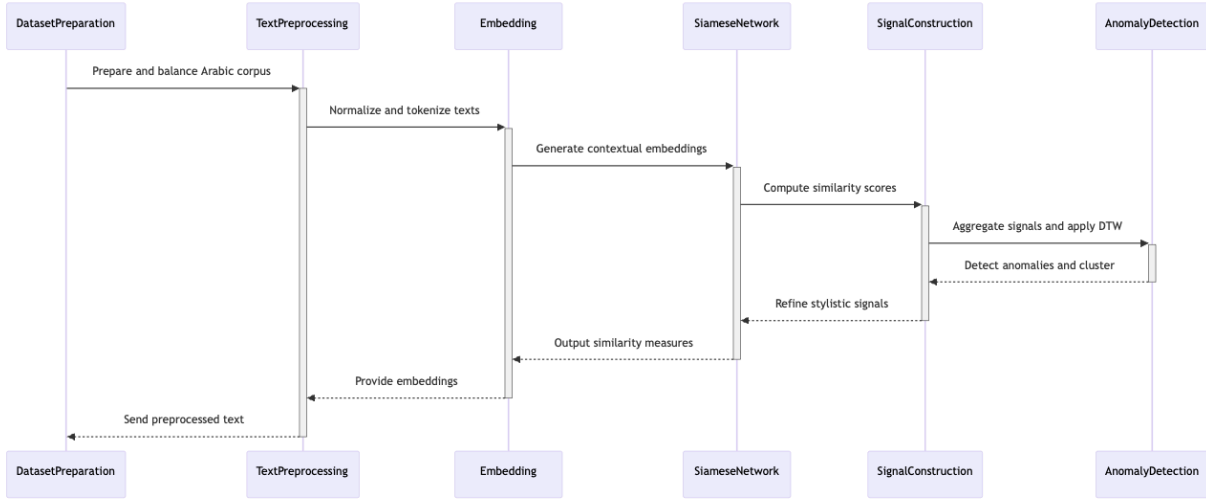 DatasetPreparation
TextPreprocessing
Embedding
SiameseNetwork
SignalConstruction
AnomalyDetection
Prepare and balance Arabic corpus
Normalize and tokenize texts
Generate contextual embeddings
Compute similarity scores
Aggregate signals and apply DTW
Detect anomalies and cluster
Refine stylistic signals
Output similarity measures
Provide embeddings
Send preprocessed text
DatasetPreparation
TextPreprocessing
Embedding
SiameseNetwork
SignalConstruction
AnomalyDetection